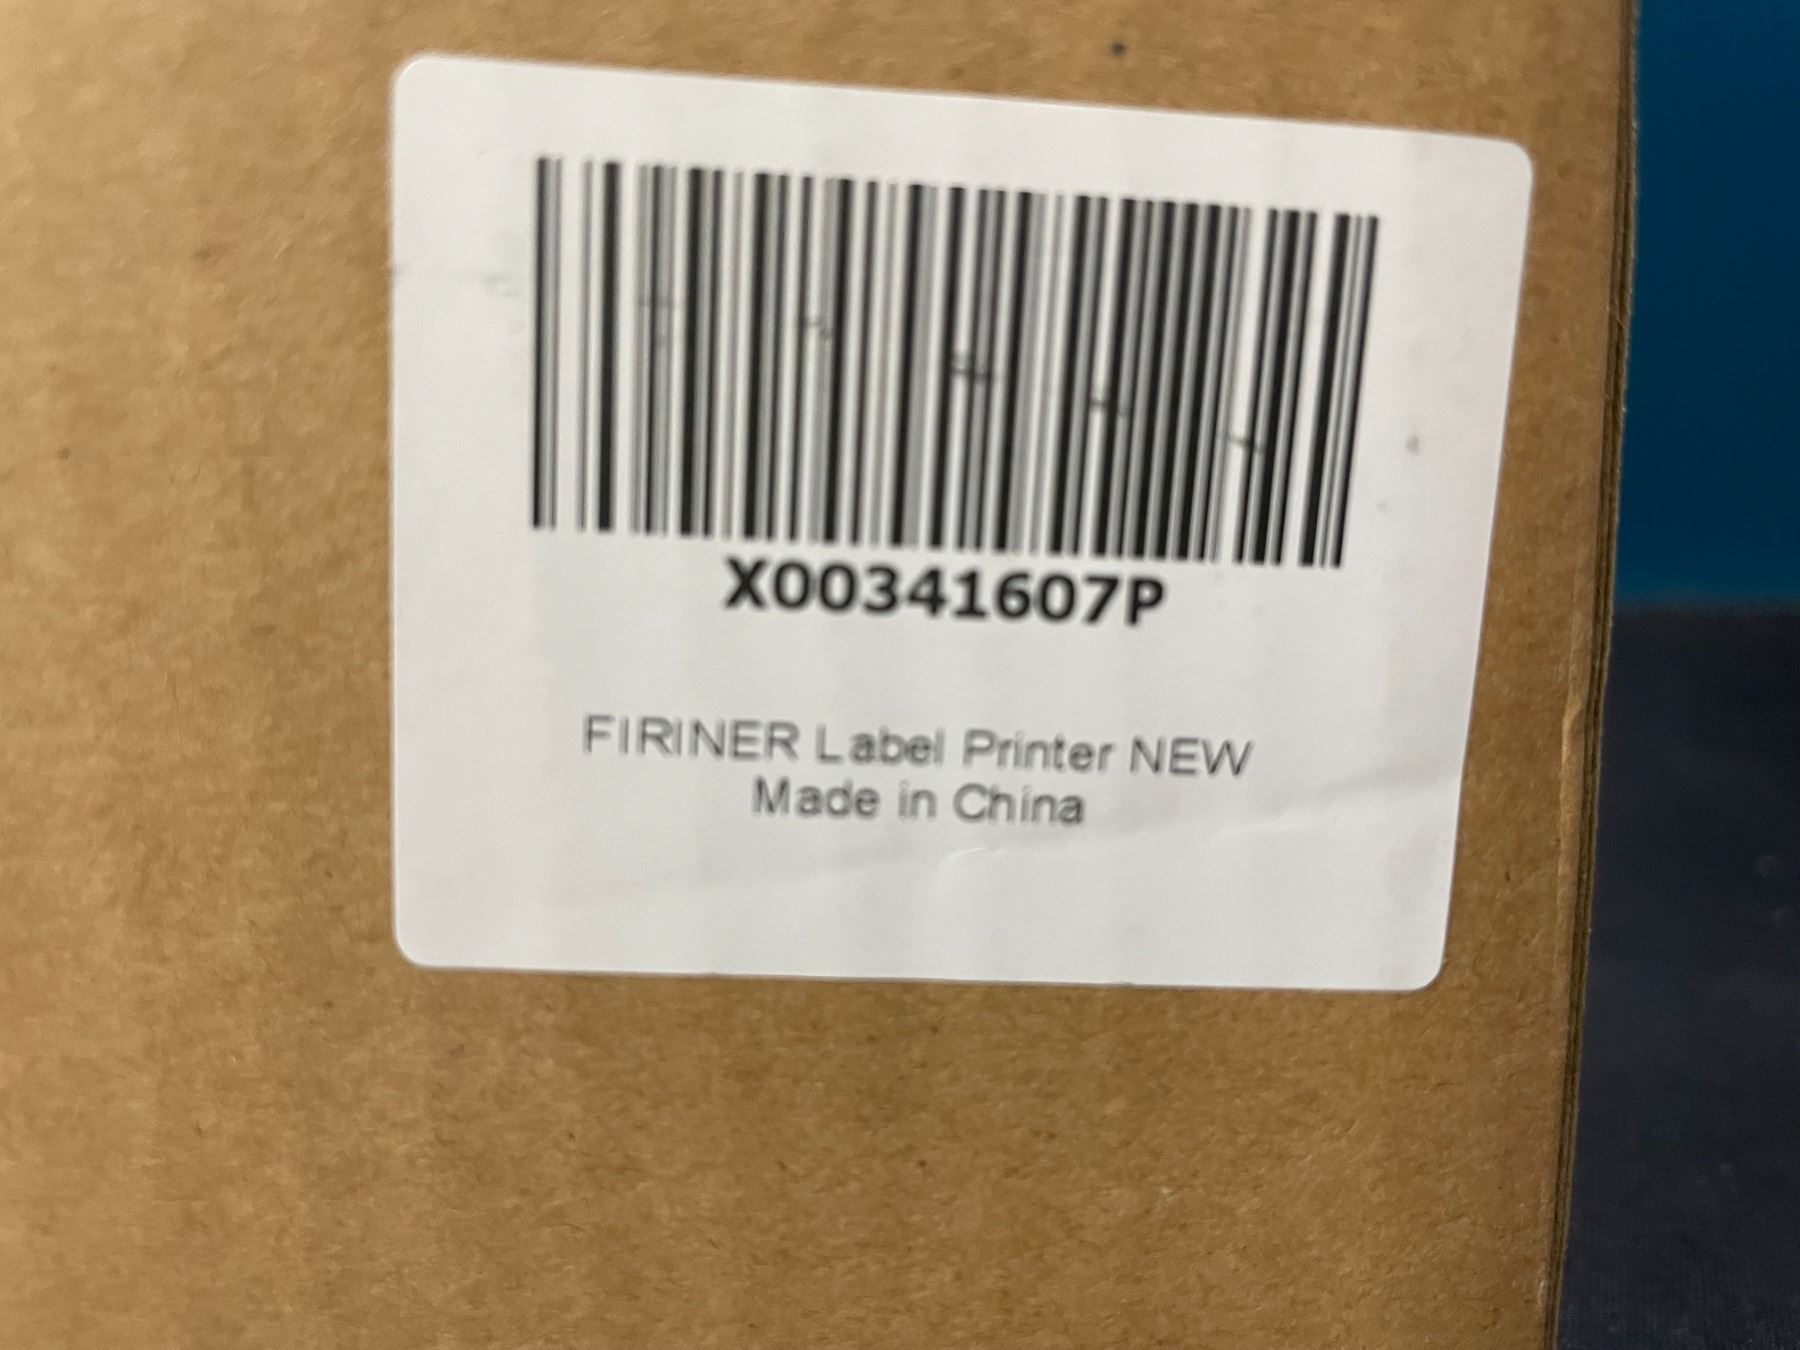 X00341607P
FIRINER Label Printer NEW
Made in China